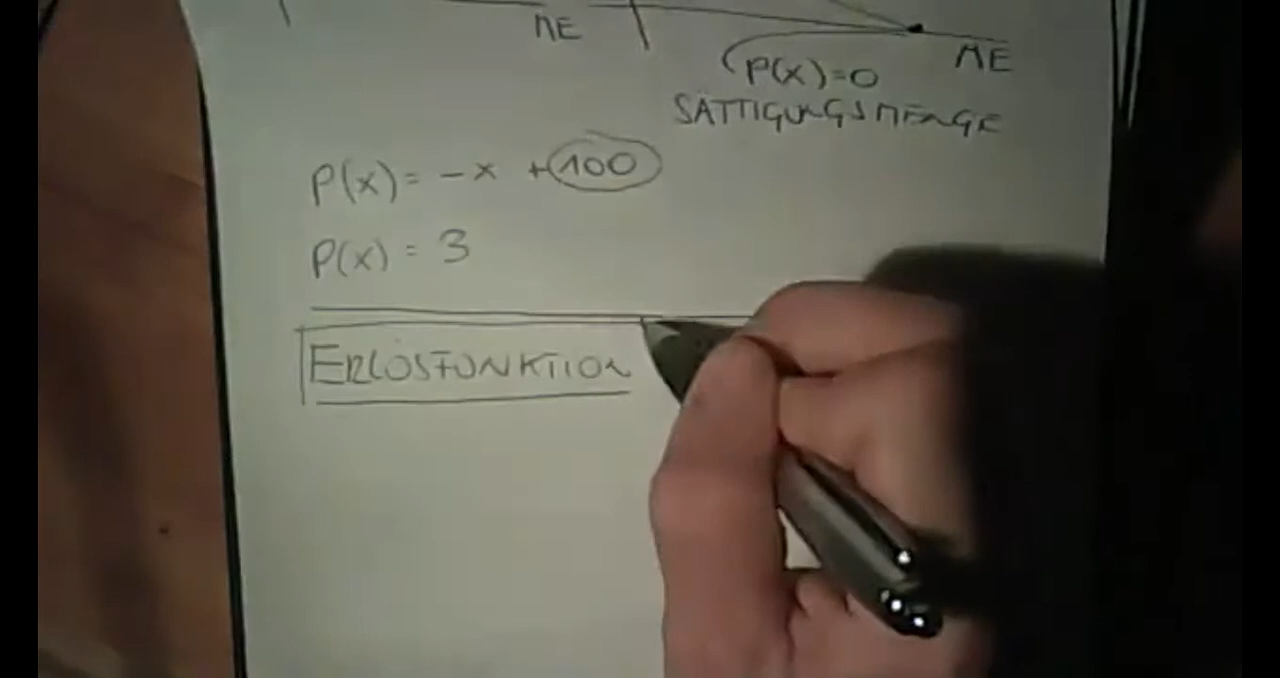 ME
ME
P(x)=0
SÄTTIGUNGSMENGE
P(x) = -x + 100
P(x) = 3
ERLÖSFUNKTION